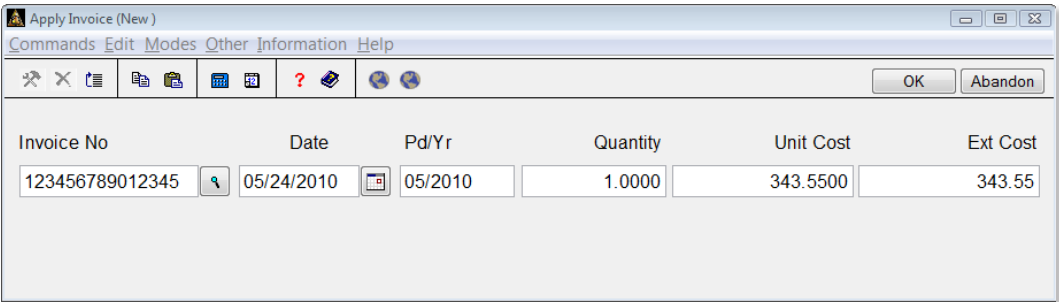 Apply Invoice (New )
Commands Edit Modes Other Information Help
? OK Abandon
Invoice No Date Pd/Yr Quantity Unit Cost Ext Cost
123456789012345 05/24/2010 05/2010 1.0000 343.5500 343.55